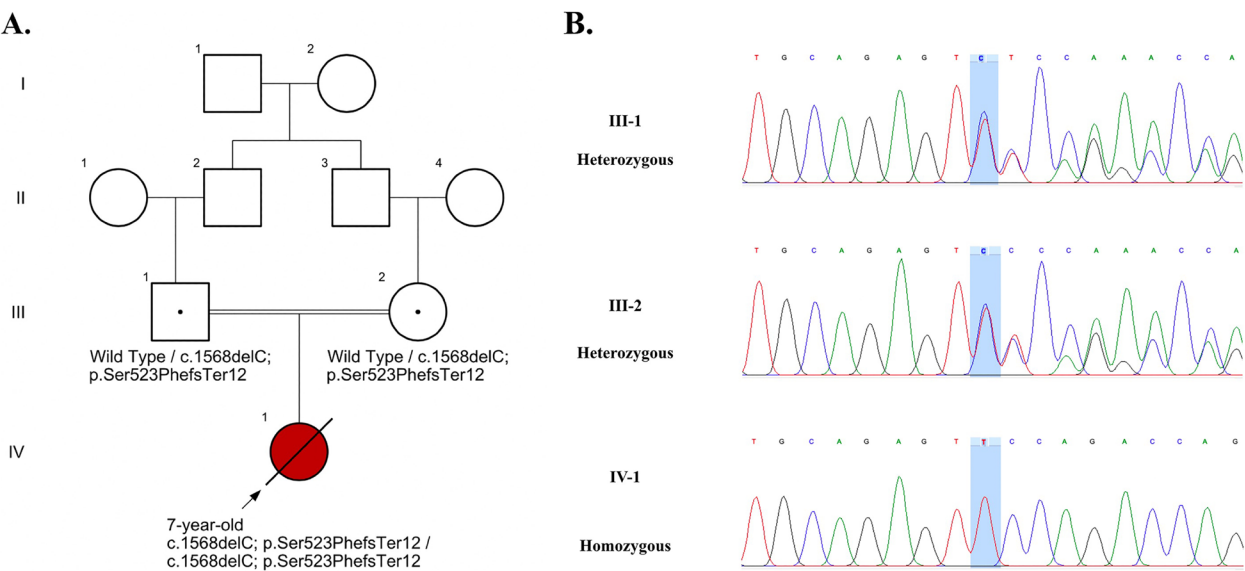 A.
B.
1
2
I
T G C A G A G T C T C C A A A C C A
III-1
Heterozygous
1
2
3
4
II
T G C A G A G T C C C C A A A C C A
III-2
Heterozygous
1
2
III
Wild Type / c.1568delC;
p.Ser523PhefsTer12
Wild Type / c.1568delC;
p.Ser523PhefsTer12
1
IV
T G C A G A G T T C C A G A C C A G
IV-1
Homozygous
7-year-old
c.1568delC; p.Ser523PhefsTer12 /
c.1568delC; p.Ser523PhefsTer12